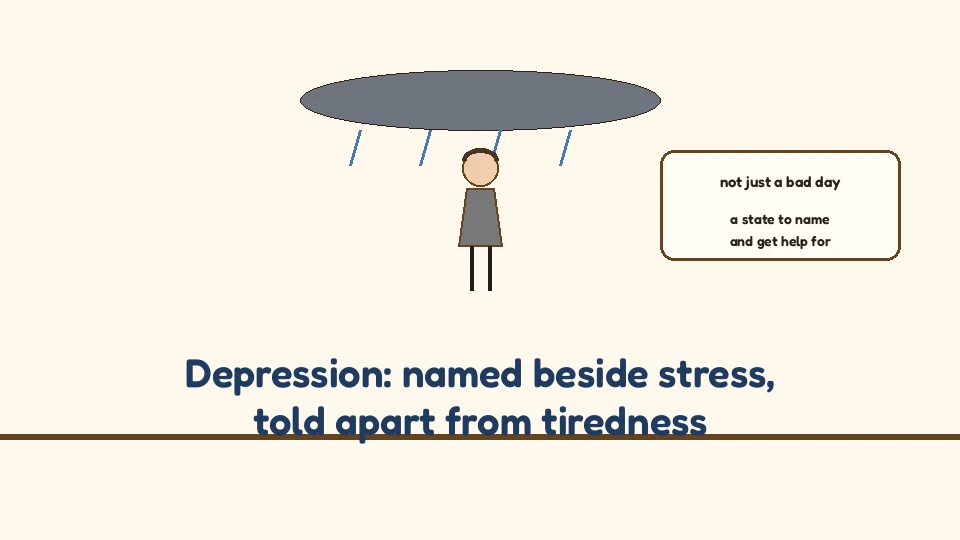 not just a bad day
a state to name
and get help for
Depression: named beside stress,
told apart from tiredness